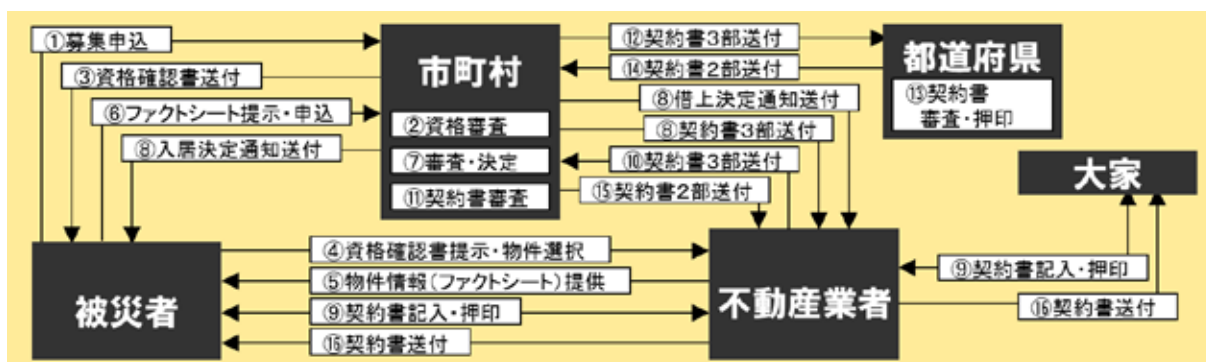 ①募集申込
③資格確認書送付
⑥ファクトシート提示・申込
⑧入居決定通知送付
市町村
②資格審査
⑦審査・決定
⑪契約書審査
⑫契約書3部送付
⑭契約書2部送付
⑧借上決定通知送付
⑧契約書3部送付
⑩契約書3部送付
⑮契約書2部送付
都道府県
⑬契約書
審査・押印
大家
被災者
④資格確認書提示・物件選択
⑤物件情報(ファクトシート)提供
⑨契約書記入・押印
⑯契約書送付
不動産業者
⑨契約書記入・押印
⑯契約書送付